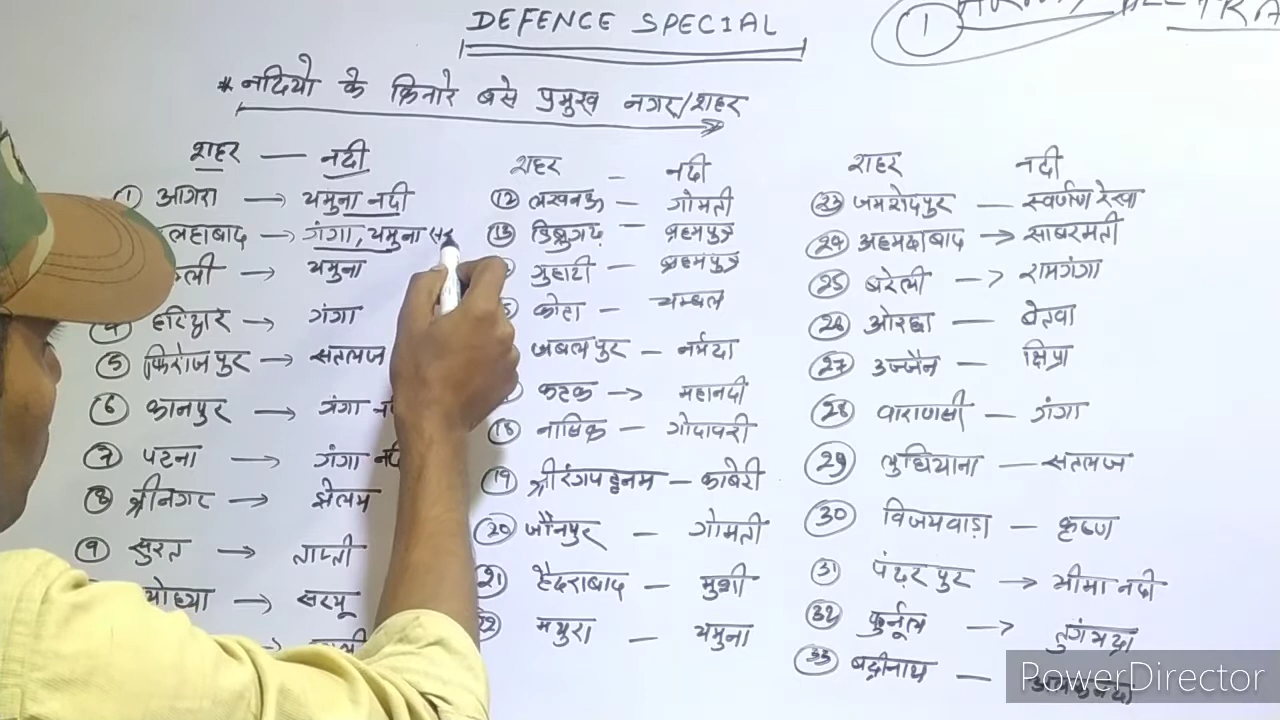 DEFENCE SPECIAL
1
* नदियो के किनारे बसे प्रमुख नगर/शहर
शहर — नदी
1 आगरा → यमुना नदी
लहाबाद → गंगा, यमुना
ली → यमुना
4 हरिद्वार → गंगा
5 फिरोजपुर → सतलज
6 कानपुर → गंगा
7 पटना → गंगा नदी
8 श्रीनगर → झेलम
9 सुरत → ताप्ती
योध्या → सरयू
शहर – नदी
12 लखनऊ – गोमती
13 डिब्रुगढ़ – ब्रह्मपुत्र
गुहाटी – ब्रह्मपुत्र
कोटा – चम्बल
जबलपुर – नर्मदा
कटक → महानदी
18 नासिक – गोदावरी
19 श्रीरंगपट्टनम – काबेरी
20 जौनपुर – गोमती
21 हैदराबाद – मुशी
22 मथुरा – यमुना
शहर नदी
23 जमशेदपुर – स्वर्णण रेखा
24 अहमदाबाद → साबरमती
25 बरेली → रामगंगा
26 ओरछा – वेतवा
27 उज्जैन – क्षिप्रा
28 वाराणसी – गंगा
29 लुधियाना – सतलज
30 विजयवाड़ा – कृष्ण
31 पंढरपुर → भीमा नदी
32 कुर्नूल → तुगंभद्रा
33 बद्रीनाथ –
PowerDirector